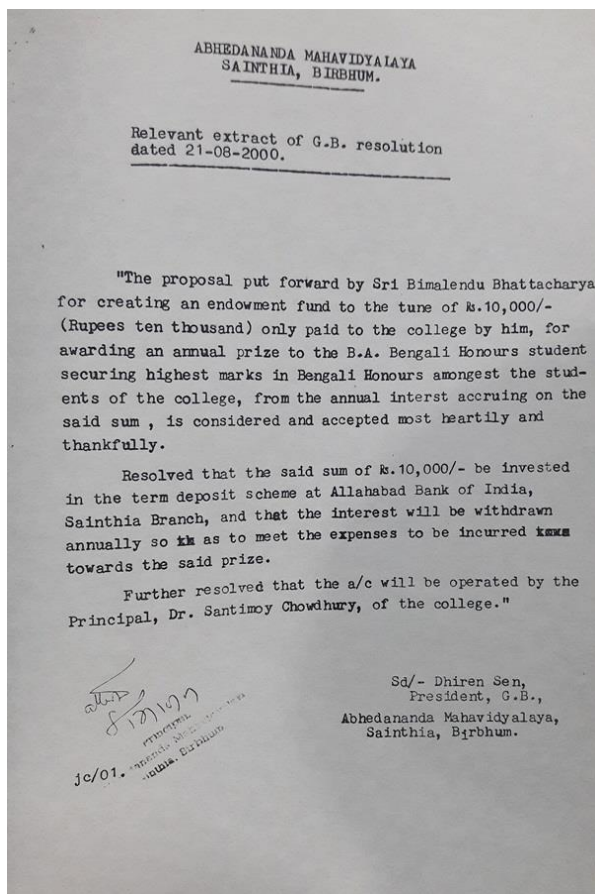 ABHEDANANDA MAHAVIDYALAYA
SAINTHIA, BIRBHUM.
Relevant extract of G.B. resolution
dated 21-08-2000.
"The proposal put forward by Sri Bimalendu Bhattacharya
for creating an endowment fund to the tune of Rs.10,000/-
(Rupees ten thousand) only paid to the college by him, for
awarding an annual prize to the B.A. Bengali Honours student
securing highest marks in Bengali Honours amongest the stud-
ents of the college, from the annual interst accruing on the
said sum , is considered and accepted most heartily and
thankfully.
Resolved that the said sum of Rs.10,000/- be invested
in the term deposit scheme at Allahabad Bank of India,
Sainthia Branch, and that the interest will be withdrawn
annually so as to meet the expenses to be incurred
towards the said prize.
Further resolved that the a/c will be operated by the
Principal, Dr. Santimoy Chowdhury, of the college."
Sd/- Dhiren Sen,
President, G.B.,
Abhedananda Mahavidyalaya,
Sainthia, Birbhum.
PRINCIPAL
Birbhum
jc/01.